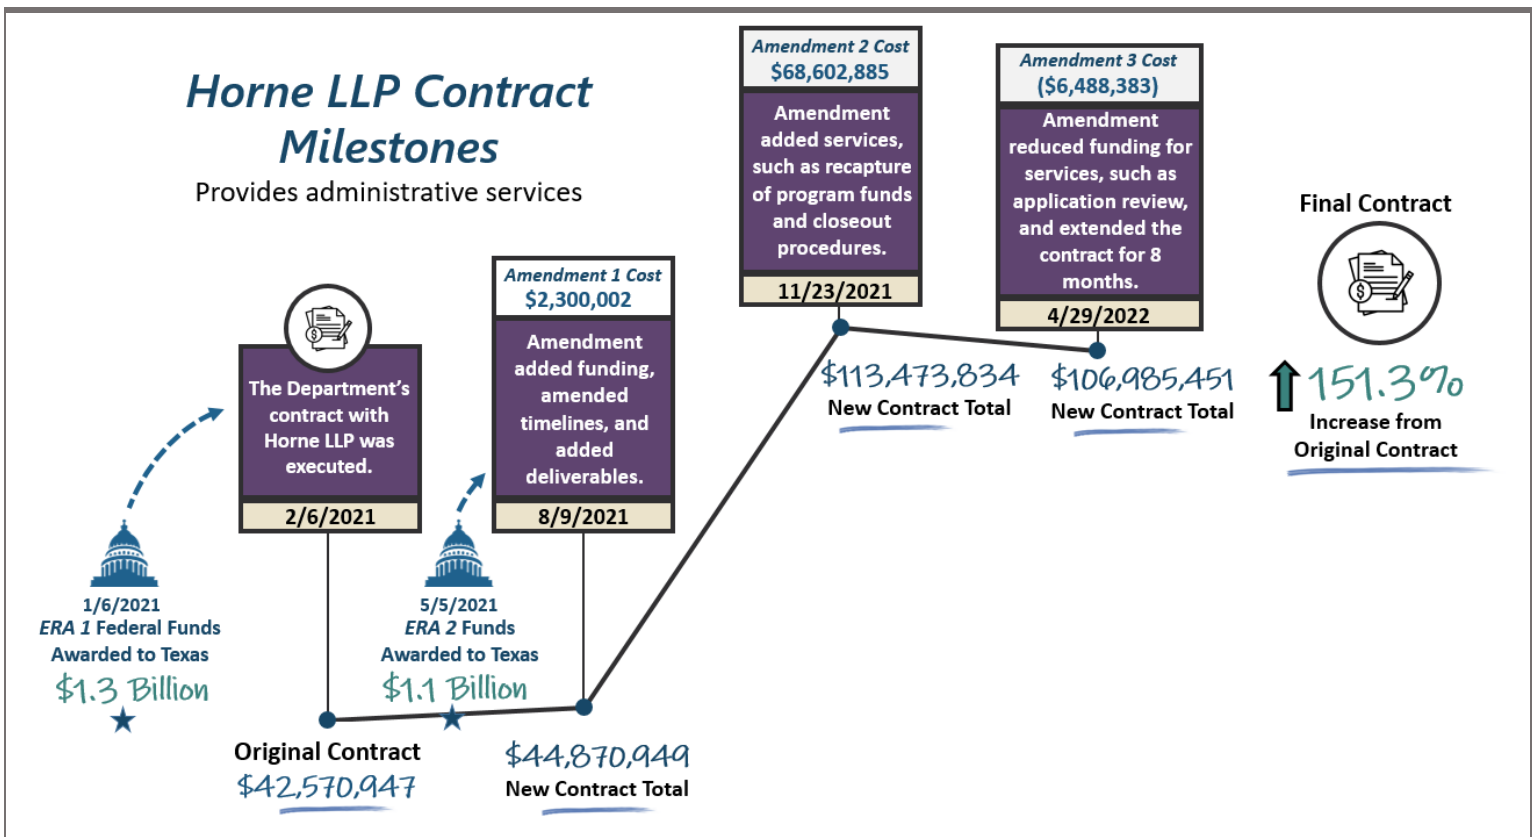 Horne LLP Contract
Milestones
Provides administrative services
The Department's
contract with
Horne LLP was
executed.
2/6/2021
Amendment 1 Cost
$2,300,002
Amendment
added funding,
amended
timelines, and
added
deliverables.
8/9/2021
Amendment 2 Cost
$68,602,885
Amendment
added services,
such as recapture
of program funds
and closeout
procedures.
11/23/2021
Amendment 3 Cost
($6,488,383)
Amendment
reduced funding for
services, such as
application review,
and extended the
contract for 8
months.
4/29/2022
Final Contract
151.3%
Increase from
Original Contract
$113,473,834
New Contract Total
$106,985,451
New Contract Total
1/6/2021
ERA 1 Federal Funds
Awarded to Texas
$1.3 Billion
5/5/2021
ERA 2 Funds
Awarded to Texas
$1.1 Billion
Original Contract
$42,570,947
$44,870,949
New Contract Total